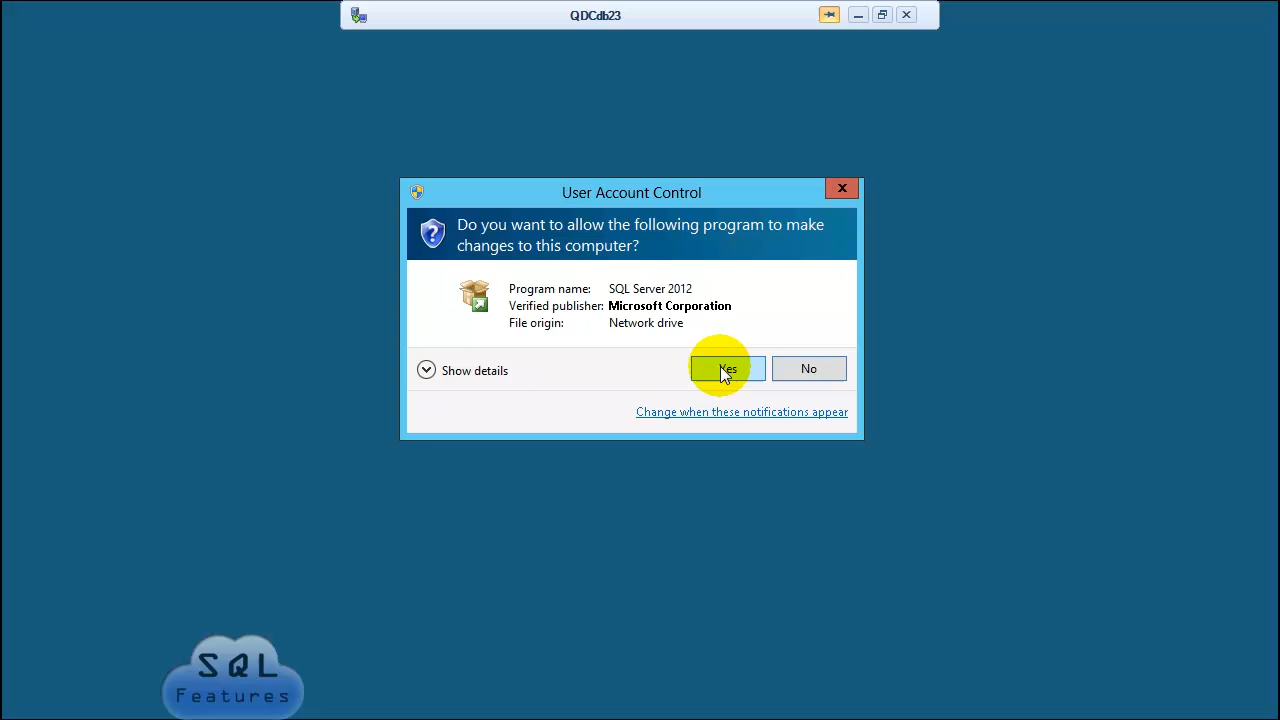 QDCdb23
User Account Control
Do you want to allow the following program to make
changes to this computer?
Program name: SQL Server 2012
Verified publisher: Microsoft Corporation
File origin: Network drive
Show details
Yes
No
Change when these notifications appear
SQL
Features